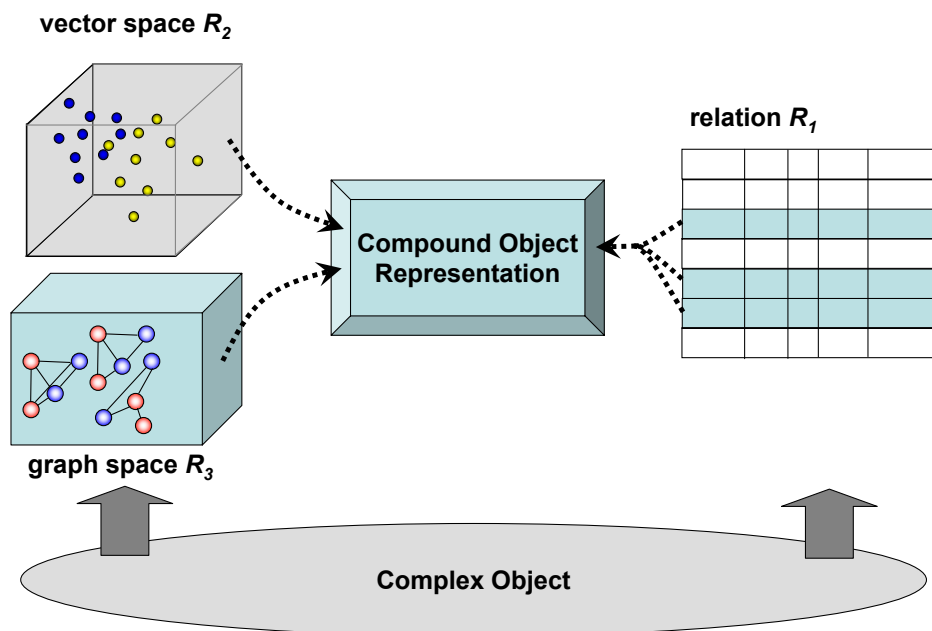 vector space R₂
relation R₁
Compound Object
Representation
graph space R₃
Complex Object